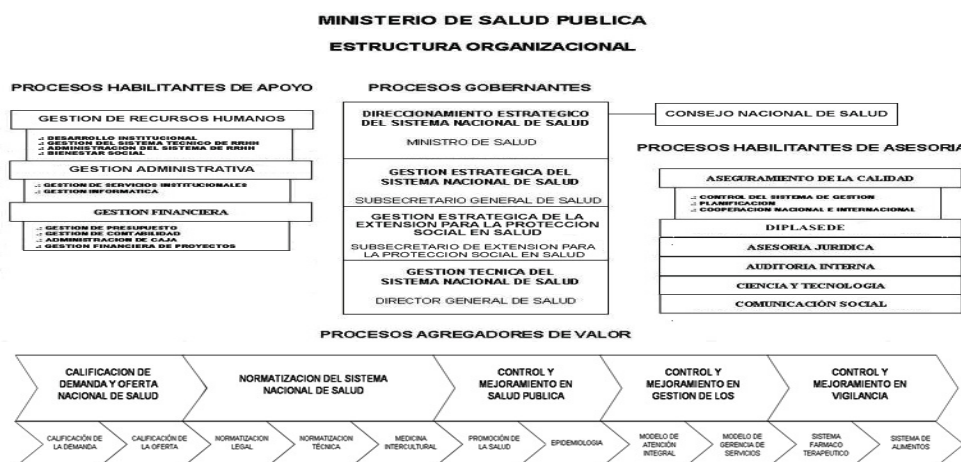 MINISTERIO DE SALUD PUBLICA
ESTRUCTURA ORGANIZACIONAL
PROCESOS HABILITANTES DE APOYO
GESTION DE RECURSOS HUMANOS
.: DESARROLLO INSTITUCIONAL
.: GESTION DEL SISTEMA TECNICO DE RRHH
.: ADMINISTRACION DEL SISTEMA DE RRHH
.: BIENESTAR SOCIAL
GESTION ADMINISTRATIVA
.: GESTION DE SERVICIOS INSTITUCIONALES
.: GESTION INFORMATICA
GESTION FINANCIERA
.: GESTION DE PRESUPUESTO
.: GESTION DE CONTABILIDAD
.: ADMINISTRACION DE CAJA
.: GESTION FINANCIERA DE PROYECTOS
PROCESOS GOBERNANTES
DIRECCIONAMIENTO ESTRATEGICO
DEL SISTEMA NACIONAL DE SALUD
MINISTRO DE SALUD
GESTION ESTRATEGICA DEL
SISTEMA NACIONAL DE SALUD
SUBSECRETARIO GENERAL DE SALUD
GESTION ESTRATEGICA DE LA
EXTENSION PARA LA PROTECCION
SOCIAL EN SALUD
SUBSECRETARIO DE EXTENSION PARA
LA PROTECCION SOCIAL EN SALUD
GESTION TECNICA DEL
SISTEMA NACIONAL DE SALUD
DIRECTOR GENERAL DE SALUD
CONSEJO NACIONAL DE SALUD
PROCESOS HABILITANTES DE ASESORIA
ASEGURAMIENTO DE LA CALIDAD
.: CONTROL DEL SISTEMA DE GESTION
.: PLANIFICACION
.: COOPERACION NACIONAL E INTERNACIONAL
DIPLASEDE
ASESORIA JURIDICA
AUDITORIA INTERNA
CIENCIA Y TECNOLOGIA
COMUNICACIÓN SOCIAL
PROCESOS AGREGADORES DE VALOR
CALIFICACION DE
DEMANDA Y OFERTA
NACIONAL DE SALUD
NORMATIZACION DEL SISTEMA
NACIONAL DE SALUD
CONTROL Y
MEJORAMIENTO EN
SALUD PUBLICA
CONTROL Y
MEJORAMIENTO EN
GESTION DE LOS
CONTROL Y
MEJORAMIENTO EN
VIGILANCIA
CALIFICACIÓN DE
LA DEMANDA
CALIFICACIÓN DE
LA OFERTA
NORMATIZACION
LEGAL
NORMATIZACION
TÉCNICA
MEDICINA
INTERCULTURAL
PROMOCIÓN DE
LA SALUD
EPIDEMIOLOGIA
MODELO DE
ATENCIÓN
INTEGRAL
MODELO DE
GERENCIA DE
SERVICIOS
SISTEMA
FARMACO
TERAPEUTICO
SISTEMA DE
ALIMENTOS